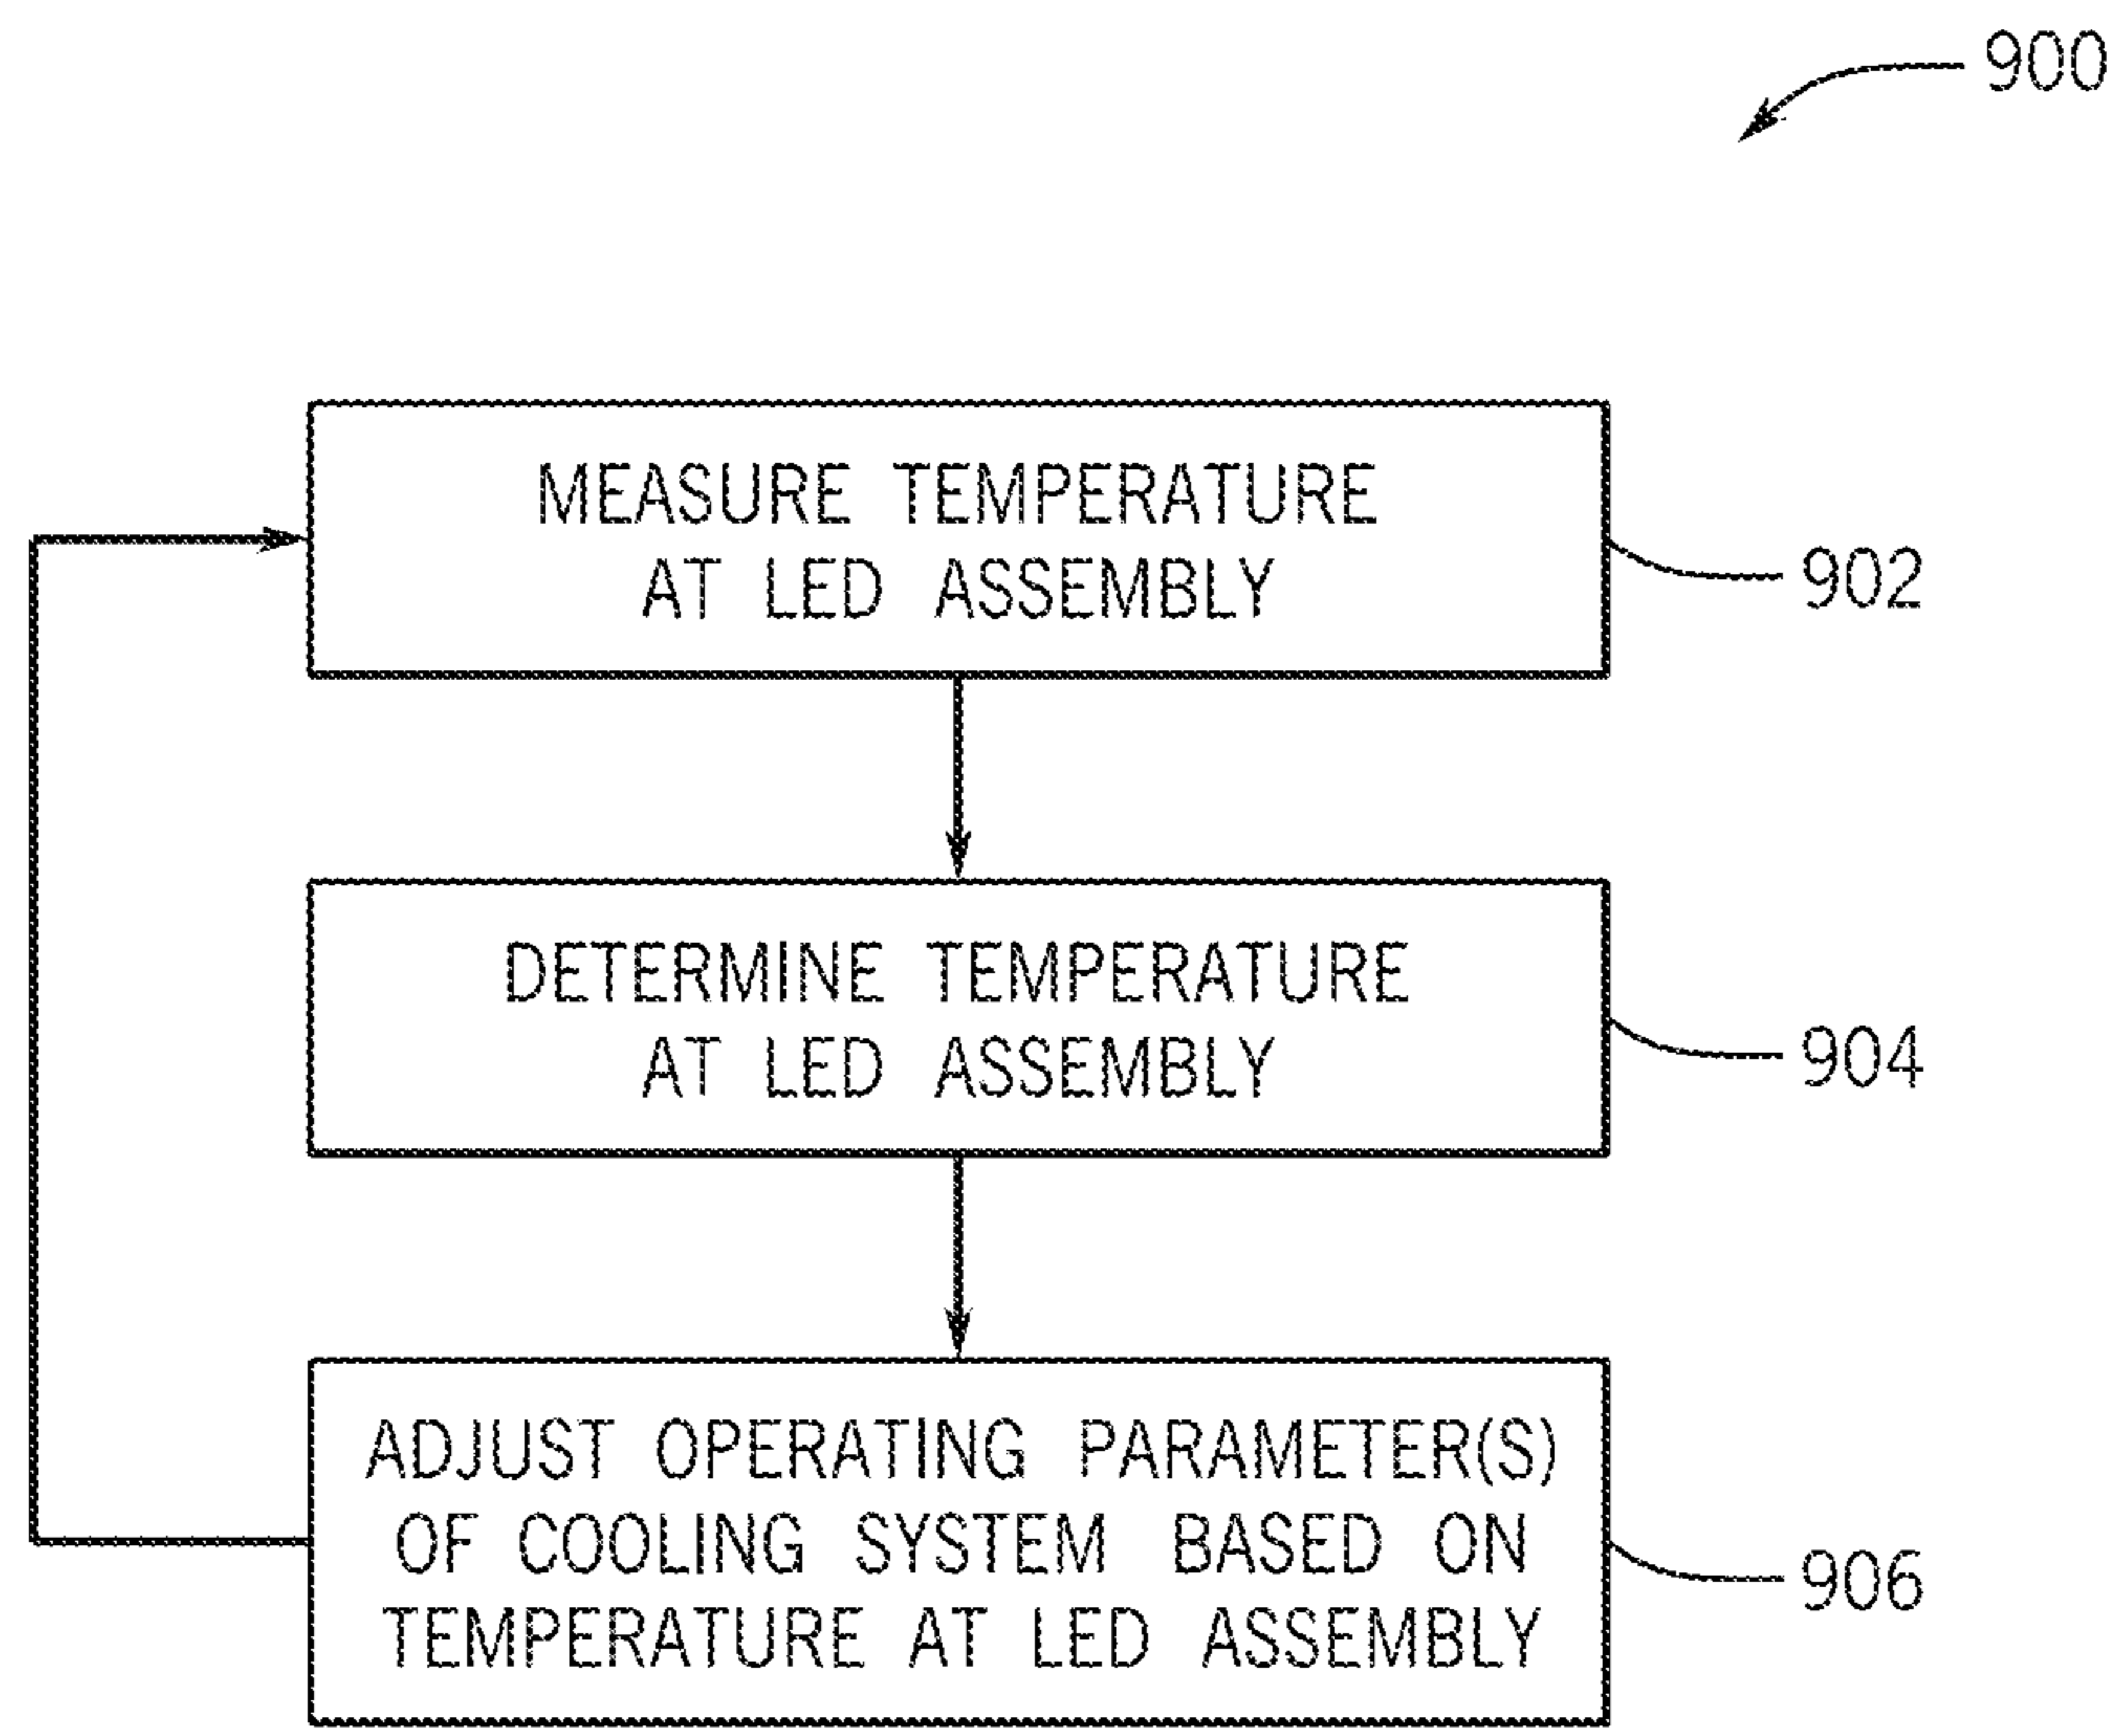 900
MEASURE TEMPERATURE
AT LED ASSEMBLY
902
DETERMINE TEMPERATURE
AT LED ASSEMBLY
904
ADJUST OPERATING PARAMETER(S)
OF COOLING SYSTEM BASED ON
TEMPERATURE AT LED ASSEMBLY
906